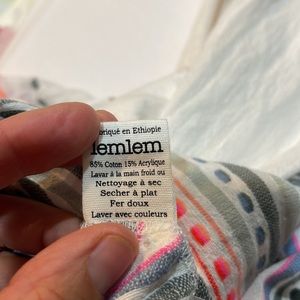 briqué en Ethiopie
lemlem
85% Coton 15% Acrylique
Lavar à la main froid ou
Nettoyage à sec
Secher à plat
Fer doux
Laver avec couleurs